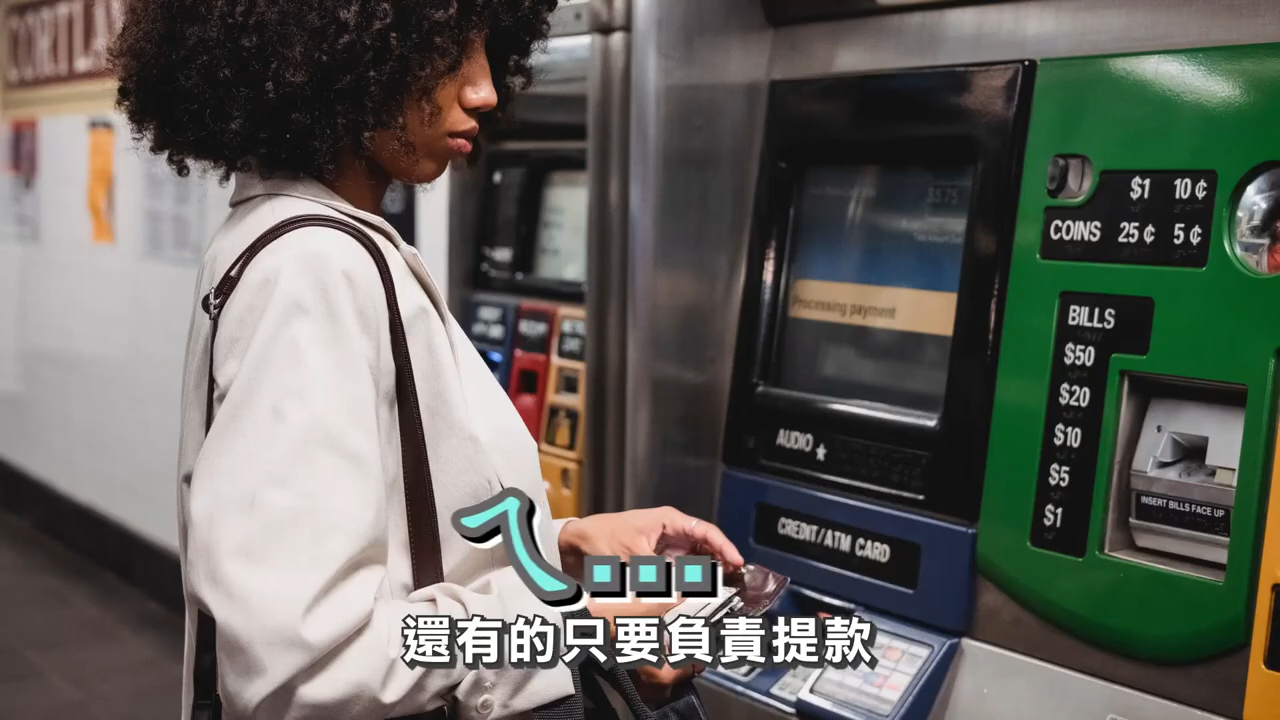 CORTLA
$1 10¢
COINS 25¢ 5¢
BILLS
$50
$20
$10
$5
$1
INSERT BILLS FACE UP
Processing payment
AUDIO
CREDIT/ATM CARD
ㄟ...
還有的只要負責提款